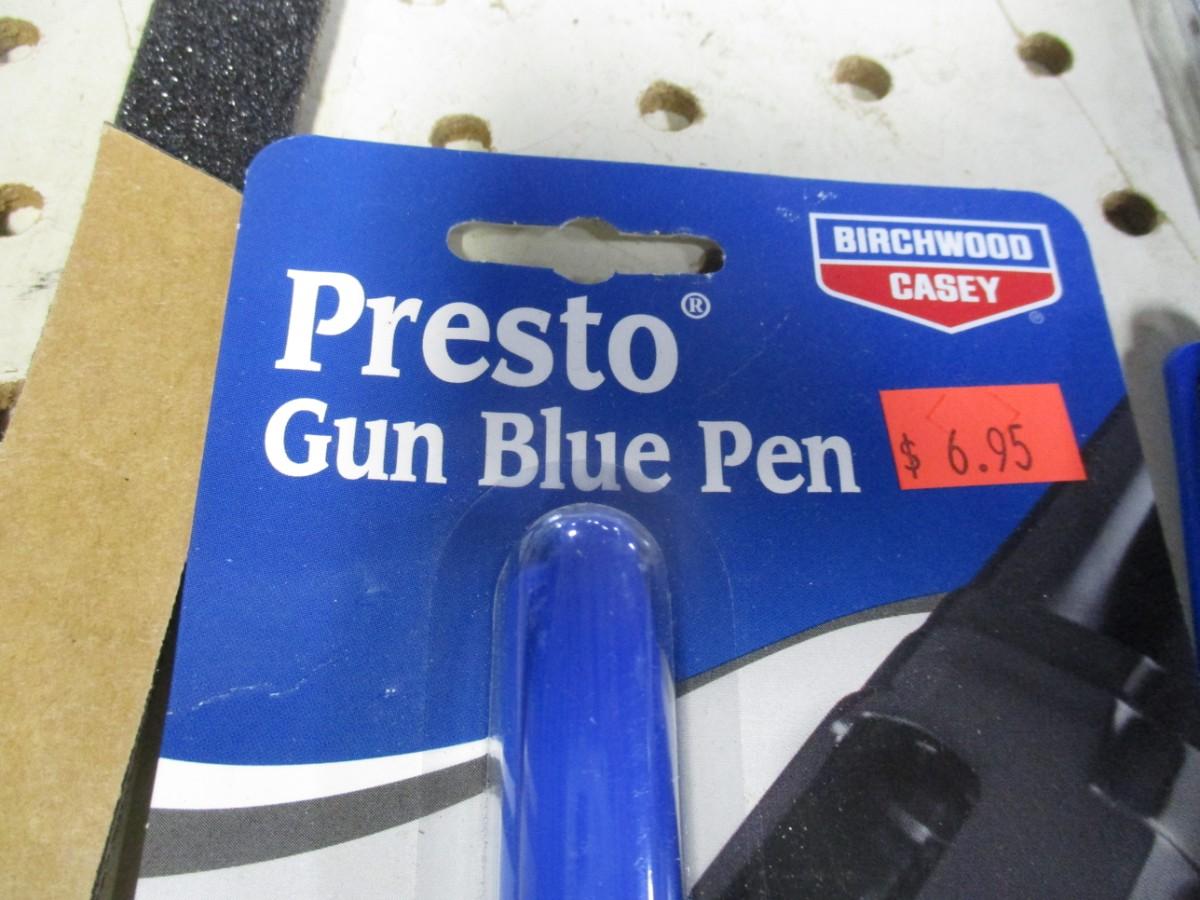 BIRCHWOOD
CASEY
®
Presto®
Gun Blue Pen
$ 6.95